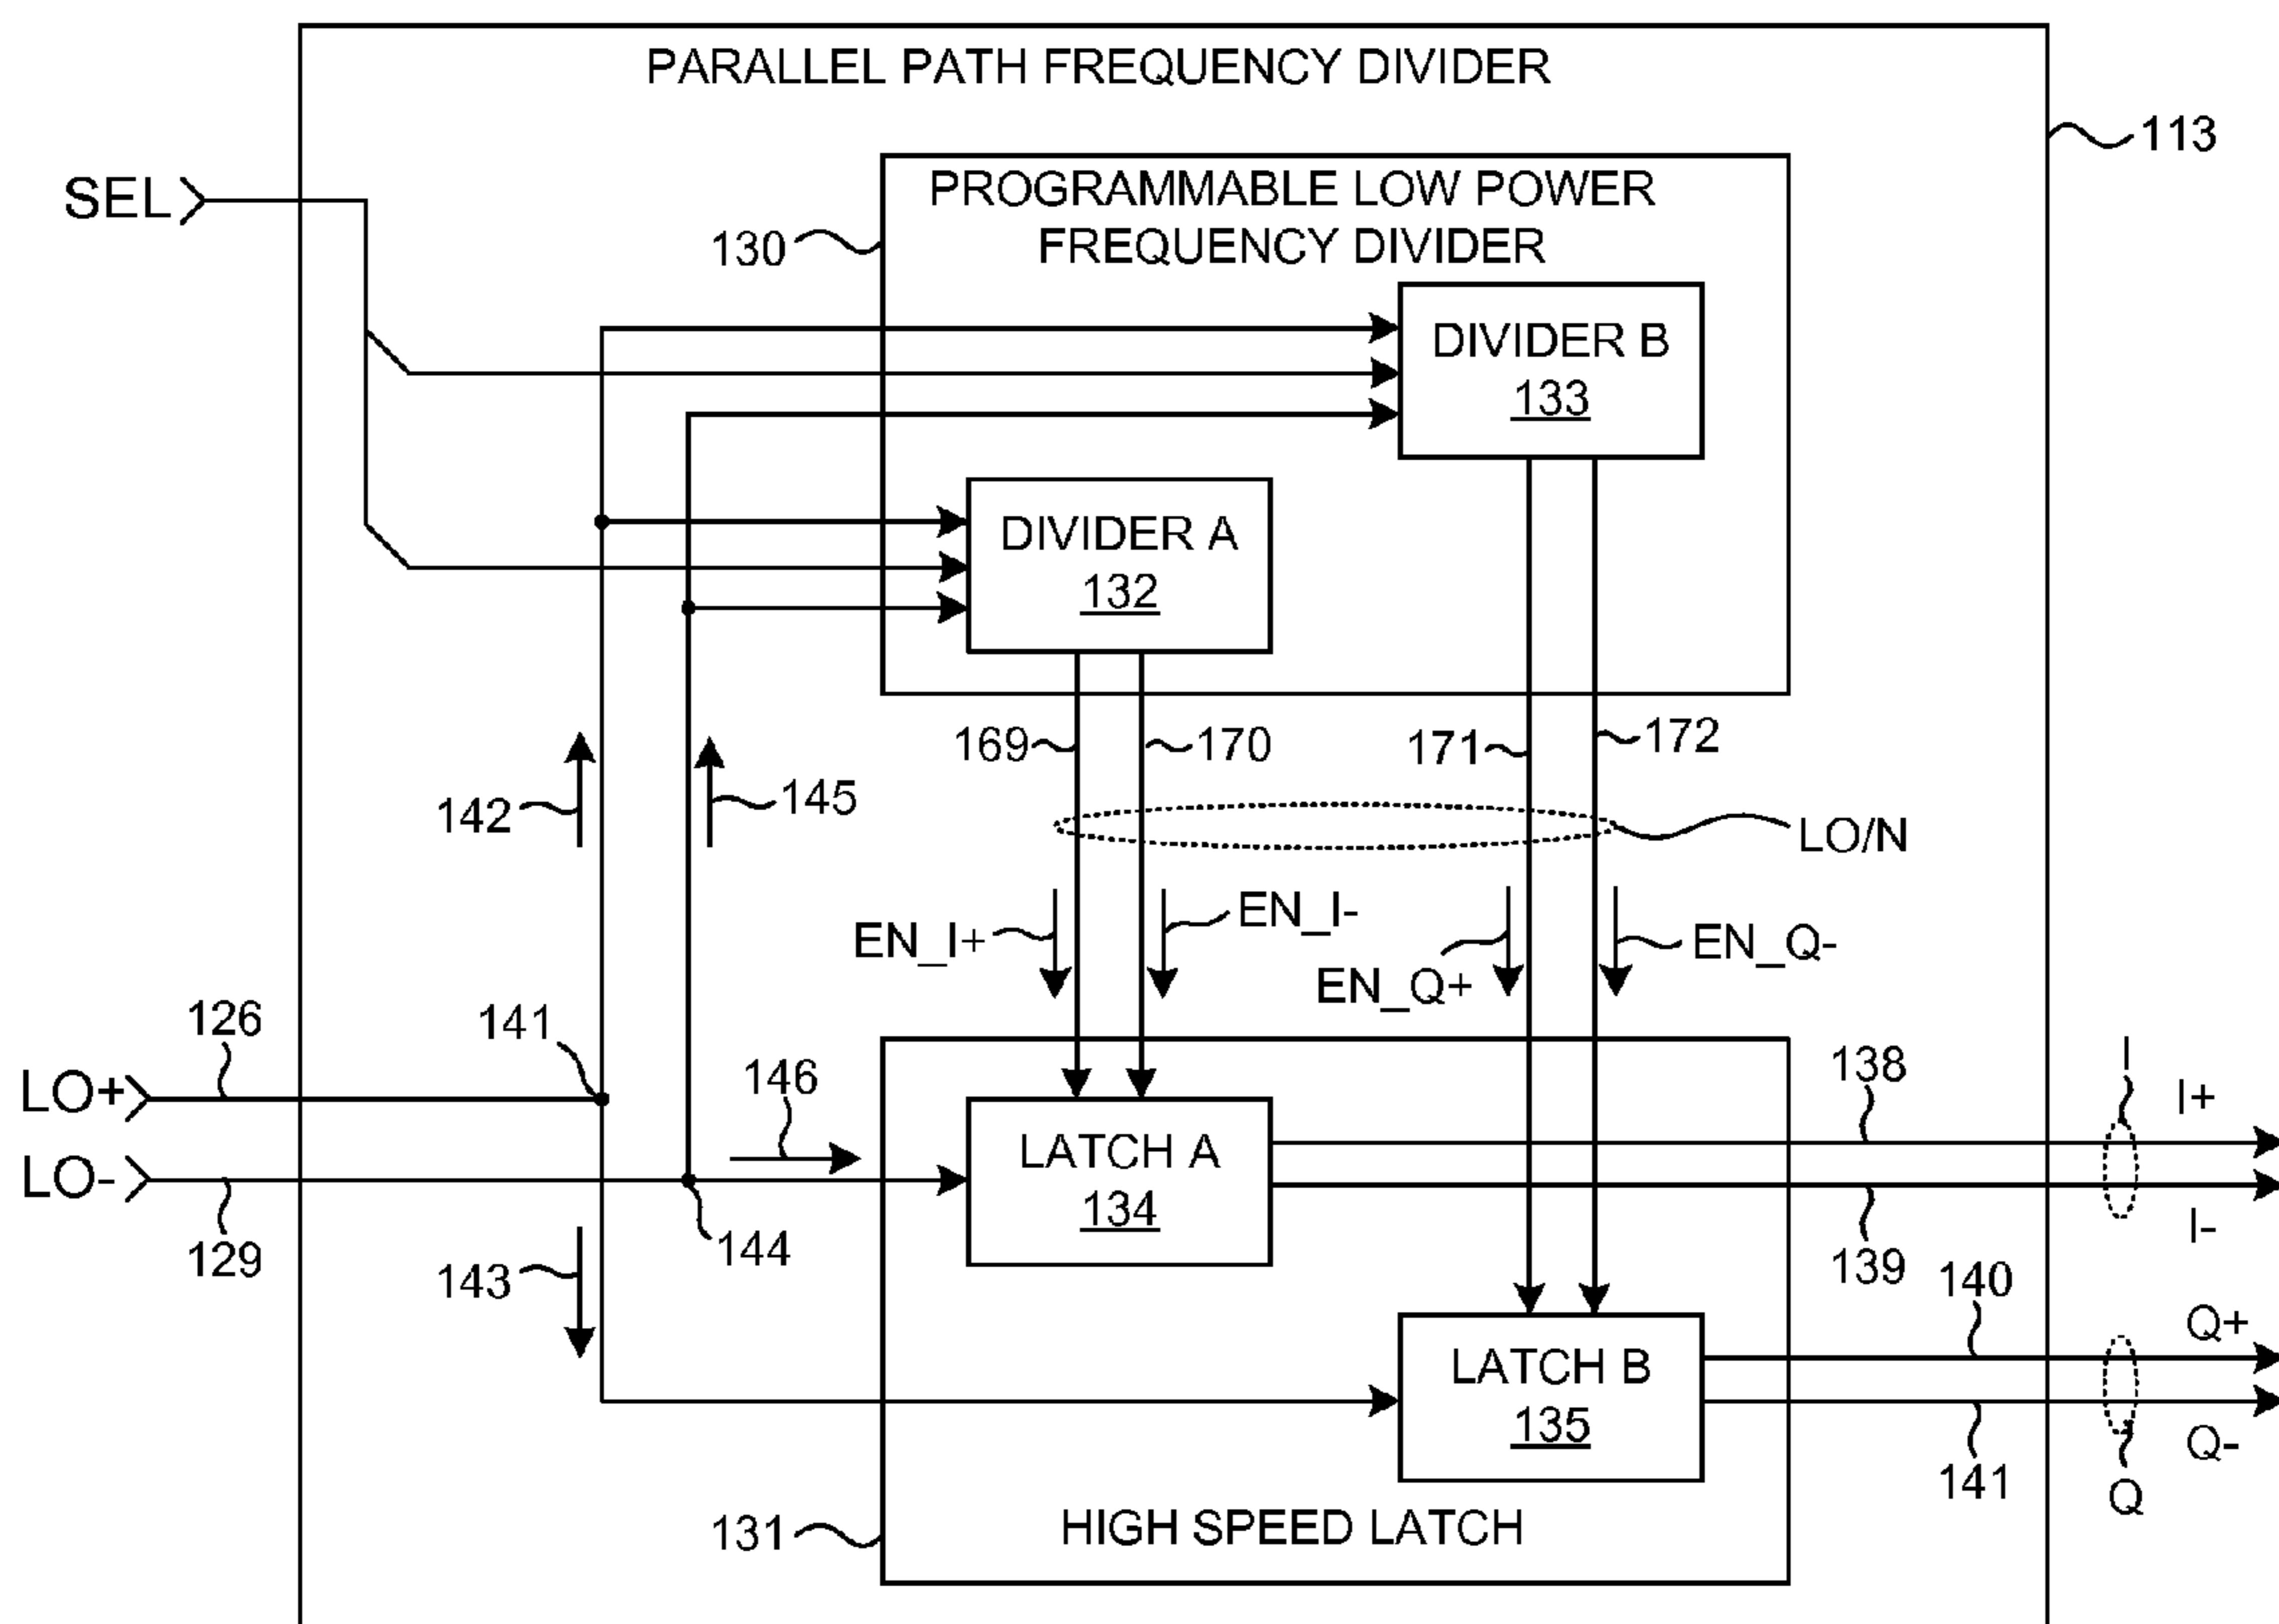 PARALLEL PATH FREQUENCY DIVIDER
113
SEL
PROGRAMMABLE LOW POWER
FREQUENCY DIVIDER
130
DIVIDER B
133
DIVIDER A
132
169
170
171
172
142
145
LO/N
EN_I+
EN_I-
EN_Q+
EN_Q-
126
141
LO+
146
138
I
I+
LATCH A
134
LO-
129
144
143
139
I-
140
Q+
LATCH B
135
141
Q-
Q
131
HIGH SPEED LATCH